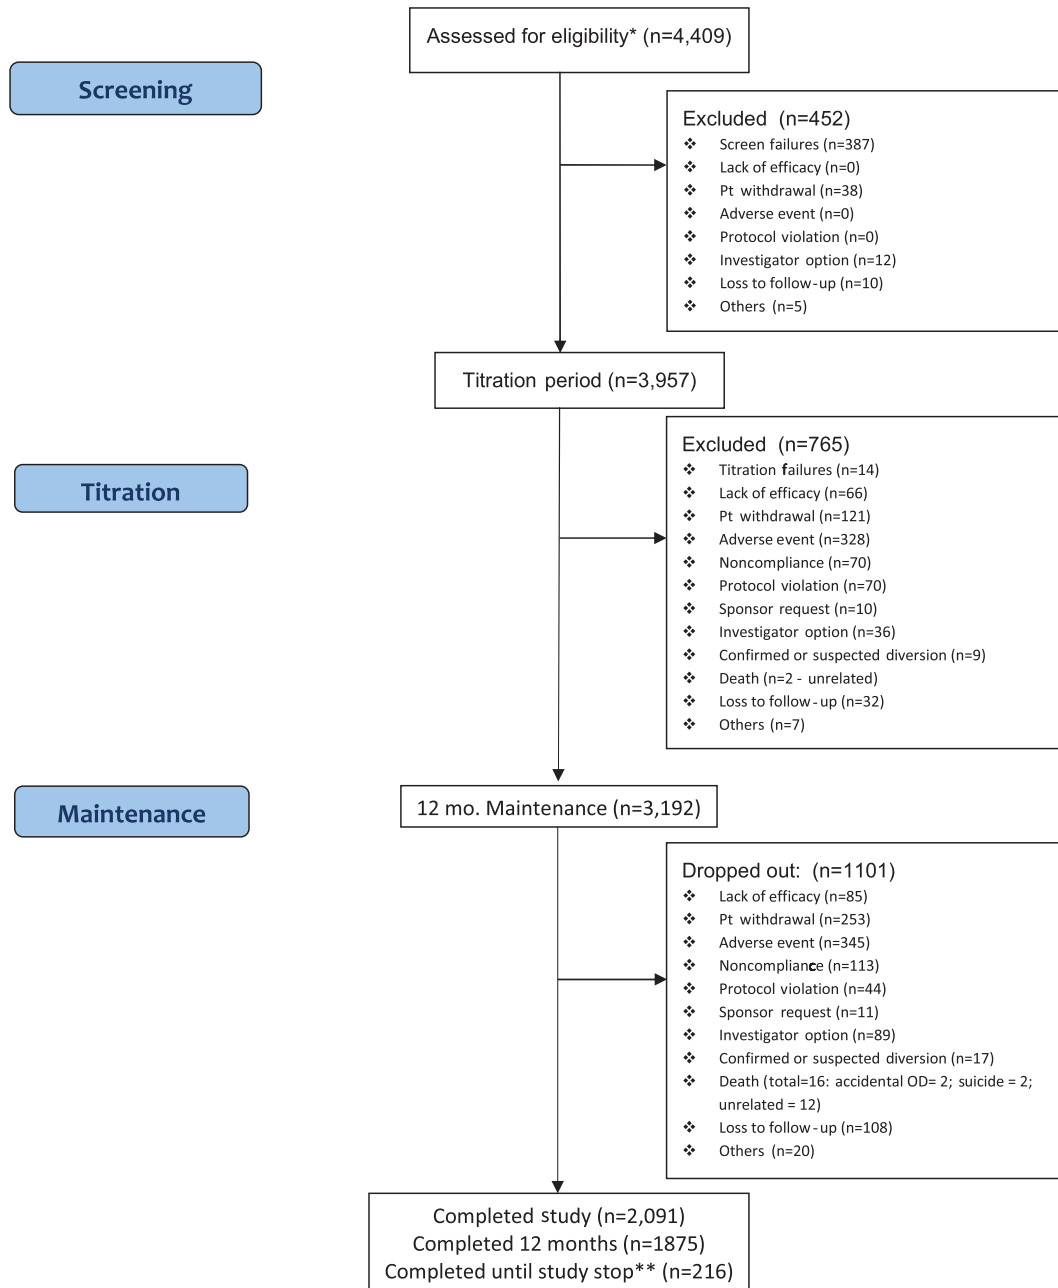 Assessed for eligibility* (n=4,409)
Screening
Excluded (n=452)
❖ Screen failures (n=387)
❖ Lack of efficacy (n=0)
❖ Pt withdrawal (n=38)
❖ Adverse event (n=0)
❖ Protocol violation (n=0)
❖ Investigator option (n=12)
❖ Loss to follow-up (n=10)
❖ Others (n=5)
Titration period (n=3,957)
Titration
Excluded (n=765)
❖ Titration failures (n=14)
❖ Lack of efficacy (n=66)
❖ Pt withdrawal (n=121)
❖ Adverse event (n=328)
❖ Noncompliance (n=70)
❖ Protocol violation (n=70)
❖ Sponsor request (n=10)
❖ Investigator option (n=36)
❖ Confirmed or suspected diversion (n=9)
❖ Death (n=2 - unrelated)
❖ Loss to follow-up (n=32)
❖ Others (n=7)
Maintenance
12 mo. Maintenance (n=3,192)
Dropped out: (n=1101)
❖ Lack of efficacy (n=85)
❖ Pt withdrawal (n=253)
❖ Adverse event (n=345)
❖ Noncompliance (n=113)
❖ Protocol violation (n=44)
❖ Sponsor request (n=11)
❖ Investigator option (n=89)
❖ Confirmed or suspected diversion (n=17)
❖ Death (total=16: accidental OD= 2; suicide = 2;
unrelated = 12)
❖ Loss to follow-up (n=108)
❖ Others (n=20)
Completed study (n=2,091)
Completed 12 months (n=1875)
Completed until study stop** (n=216)